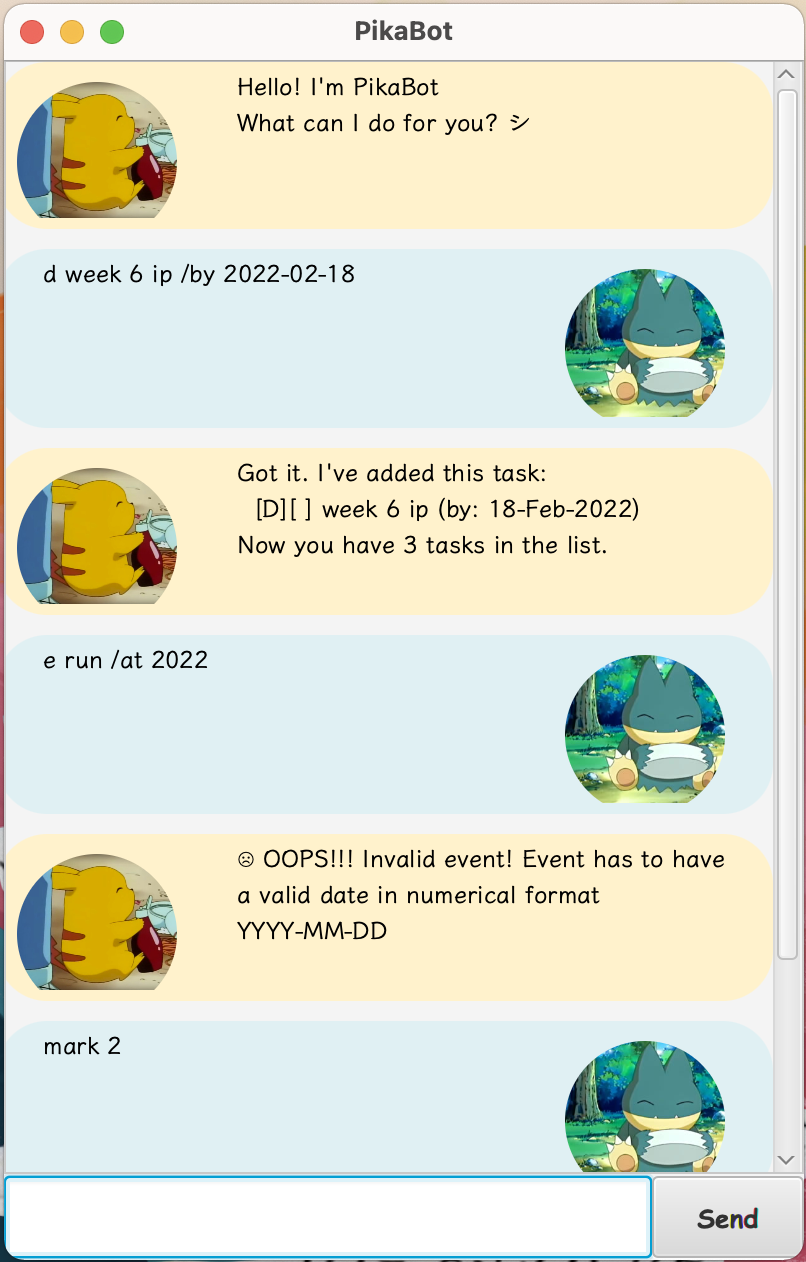 PikaBot
Hello! I'm PikaBot
What can I do for you? シ
d week 6 ip /by 2022-02-18
Got it. I've added this task:
[D][ ] week 6 ip (by: 18-Feb-2022)
Now you have 3 tasks in the list.
e run /at 2022
☹ OOPS!!! Invalid event! Event has to have
a valid date in numerical format
YYYY-MM-DD
mark 2
Send